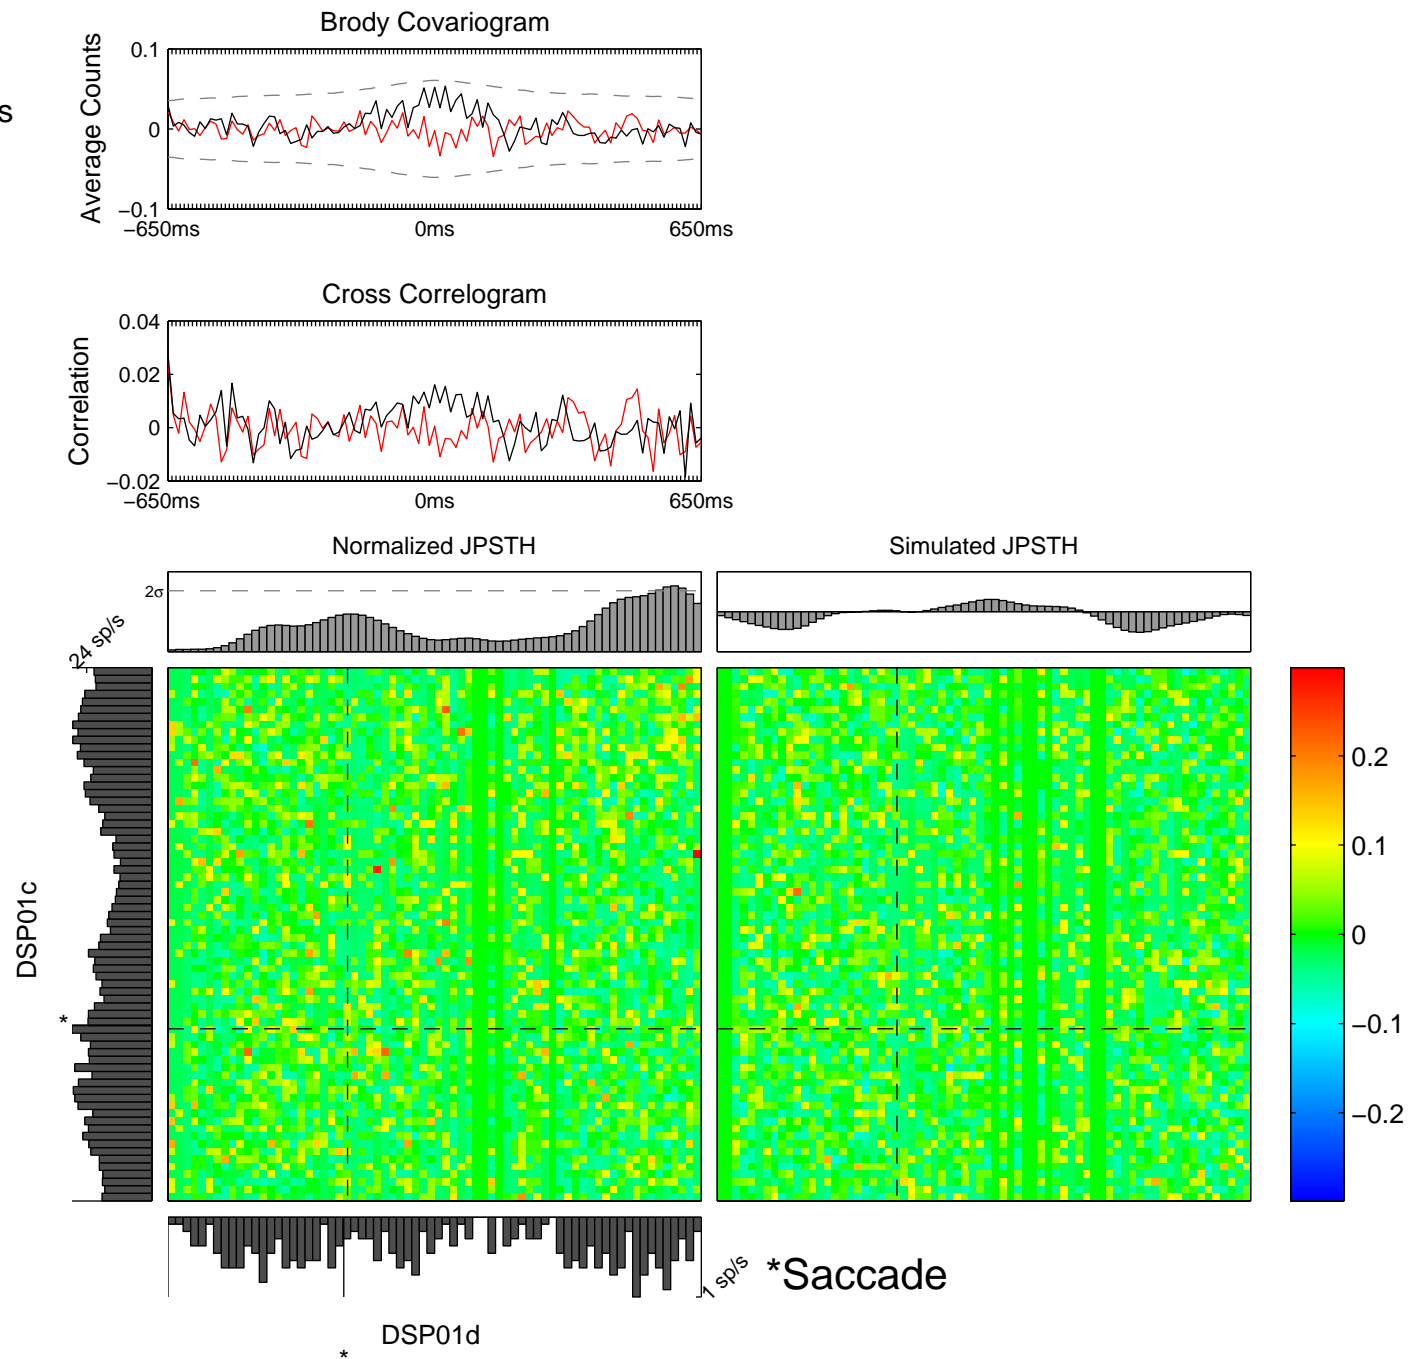 Brody Covariogram
s
Average Counts
0.1
0
−0.1
−650ms
0ms
650ms
Cross Correlogram
Correlation
0.04
0.02
0
−0.02
−650ms
0ms
650ms
Normalized JPSTH
Simulated JPSTH
2σ
24 sp/s
DSP01c
*
0.2
0.1
0
−0.1
−0.2
1 sp/s
*Saccade
DSP01d
*